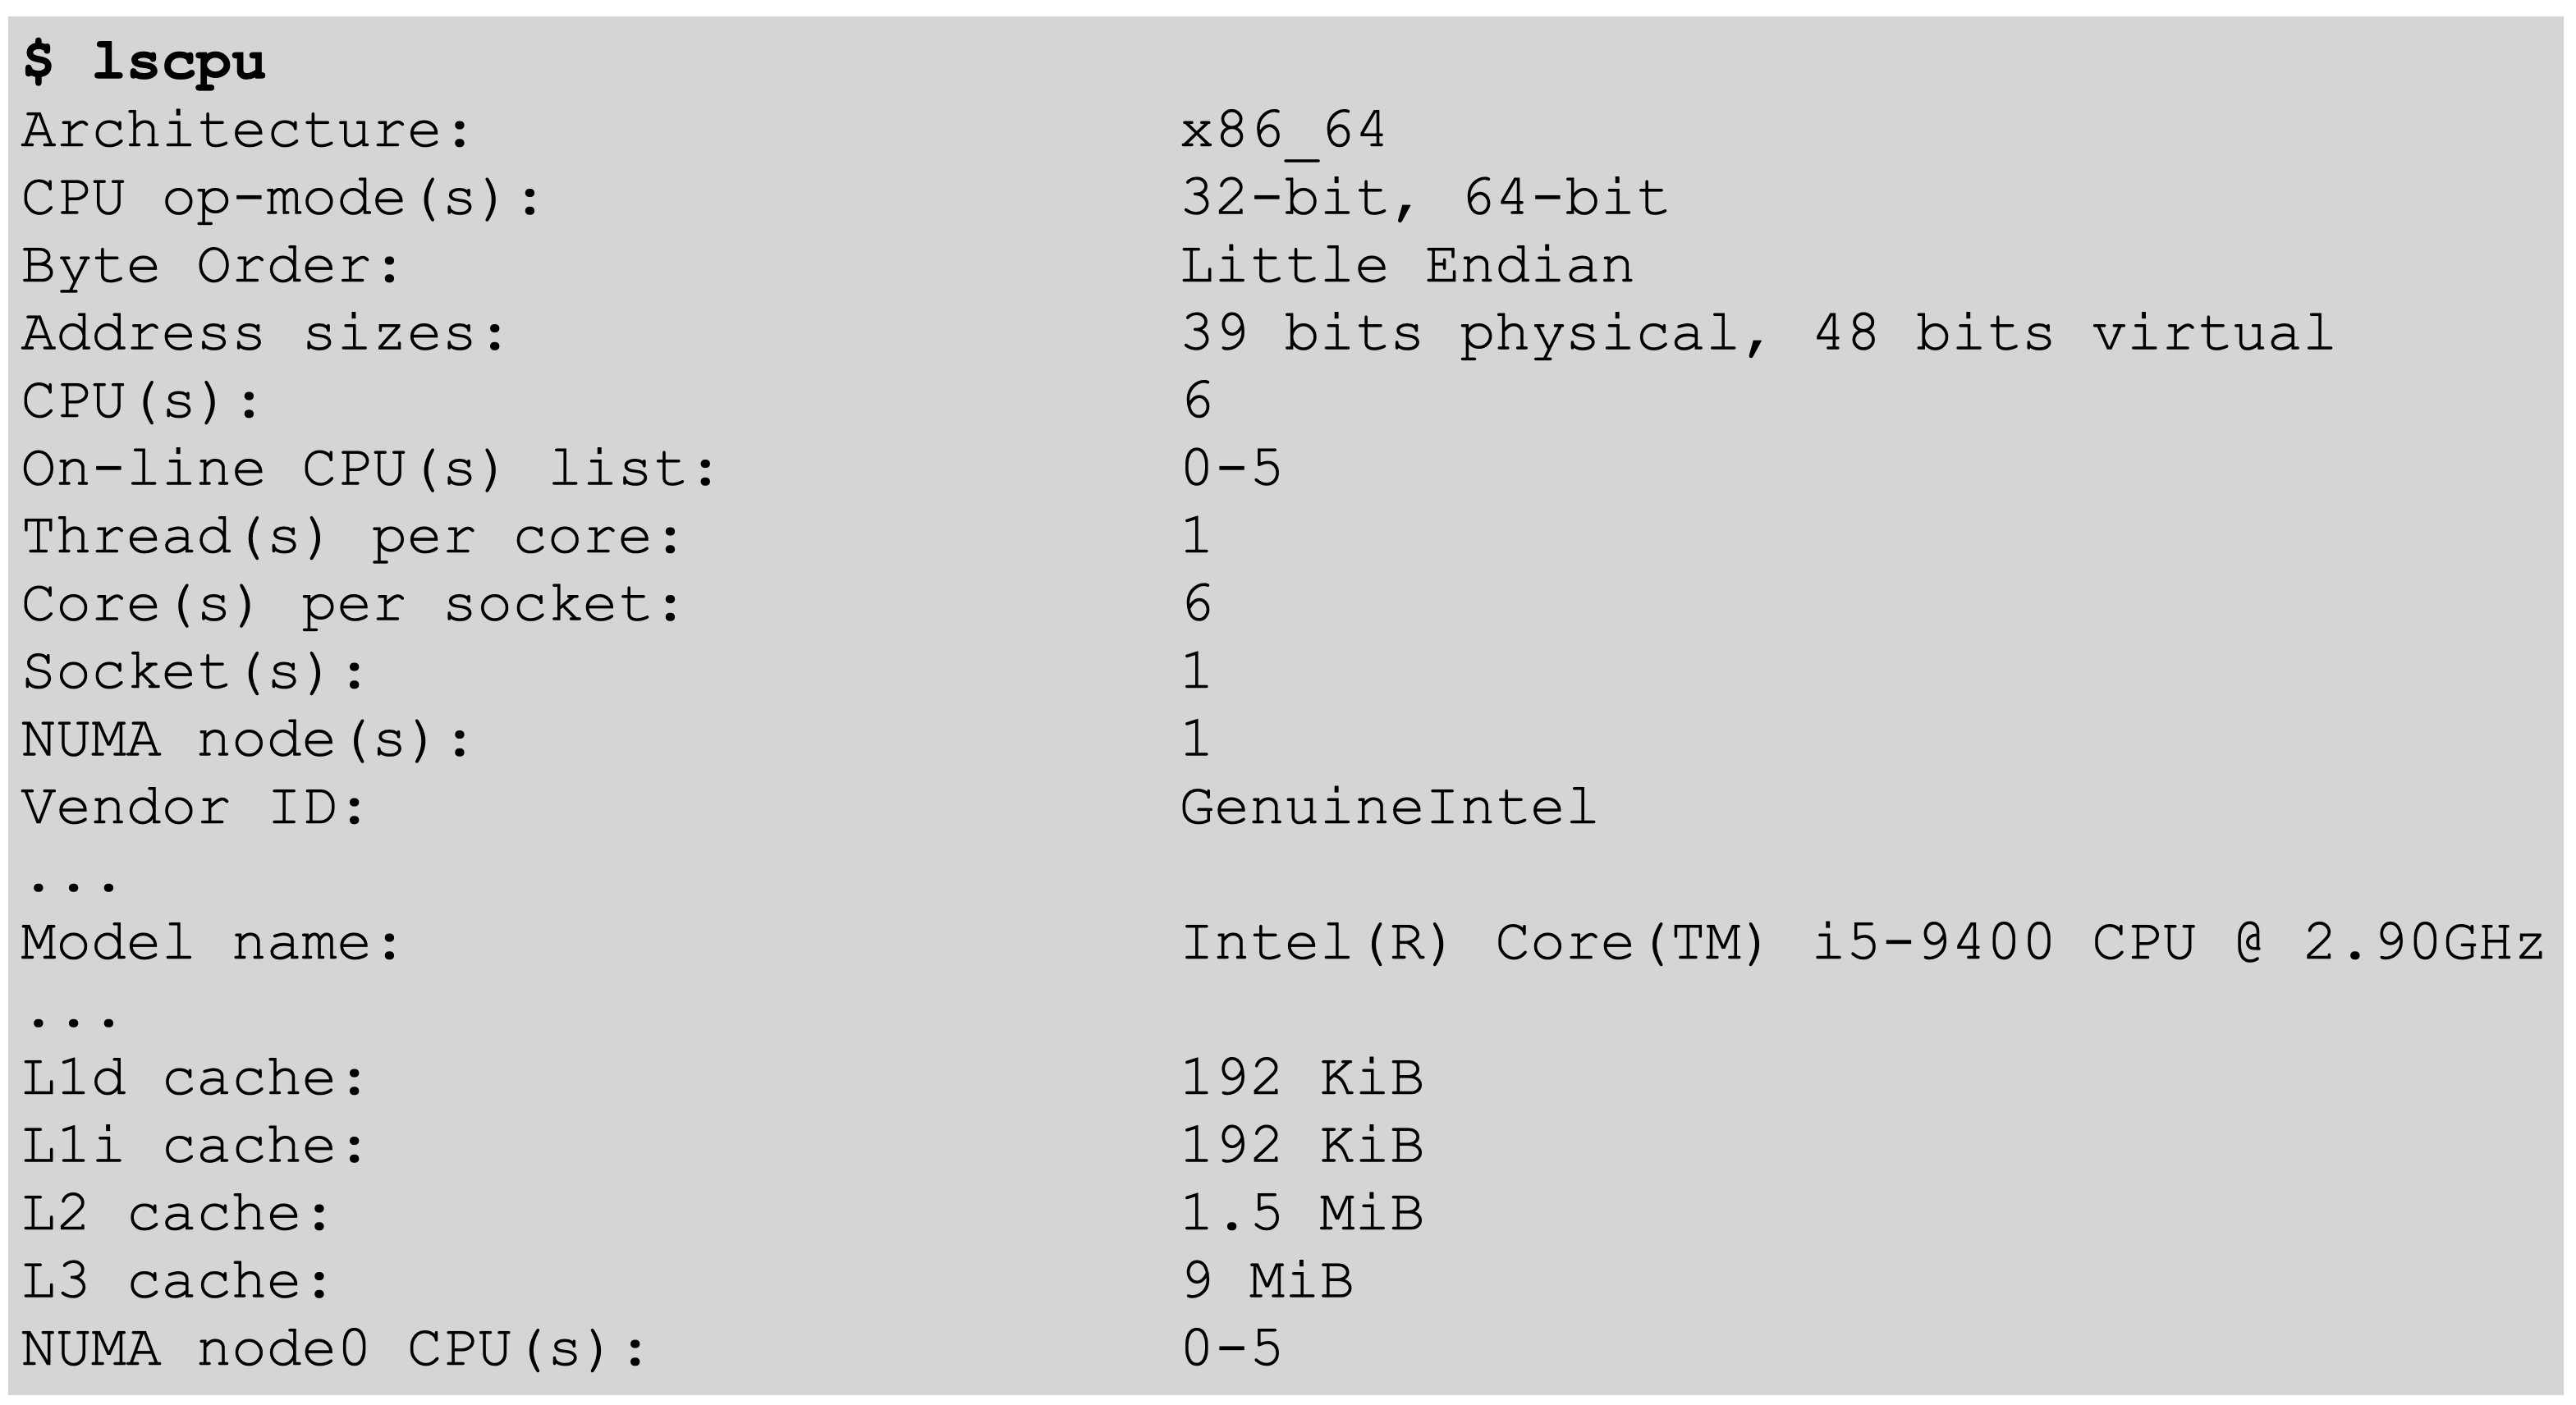 $ lscpu
Architecture: x86_64
CPU op-mode(s): 32-bit, 64-bit
Byte Order: Little Endian
Address sizes: 39 bits physical, 48 bits virtual
CPU(s): 6
On-line CPU(s) list: 0-5
Thread(s) per core: 1
Core(s) per socket: 6
Socket(s): 1
NUMA node(s): 1
Vendor ID: GenuineIntel
...
Model name: Intel(R) Core(TM) i5-9400 CPU @ 2.90GHz
...
L1d cache: 192 KiB
L1i cache: 192 KiB
L2 cache: 1.5 MiB
L3 cache: 9 MiB
NUMA node0 CPU(s): 0-5